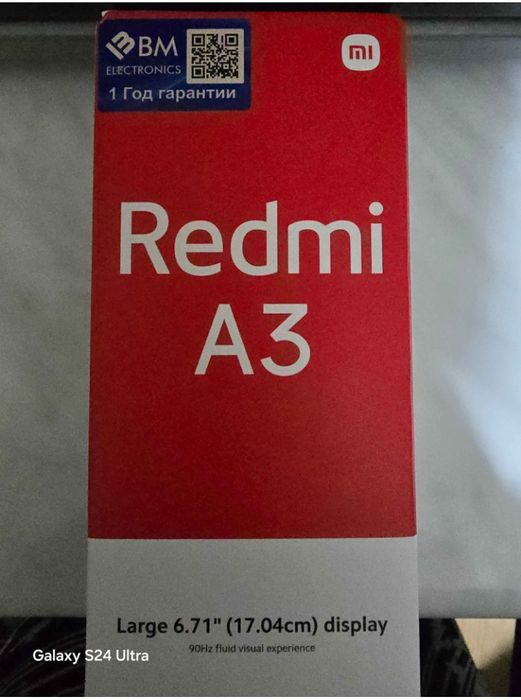 BM
ELECTRONICS
1 Год гарантии
mi
Redmi
A3
Large 6.71" (17.04cm) display
90Hz fluid visual experience
Galaxy S24 Ultra